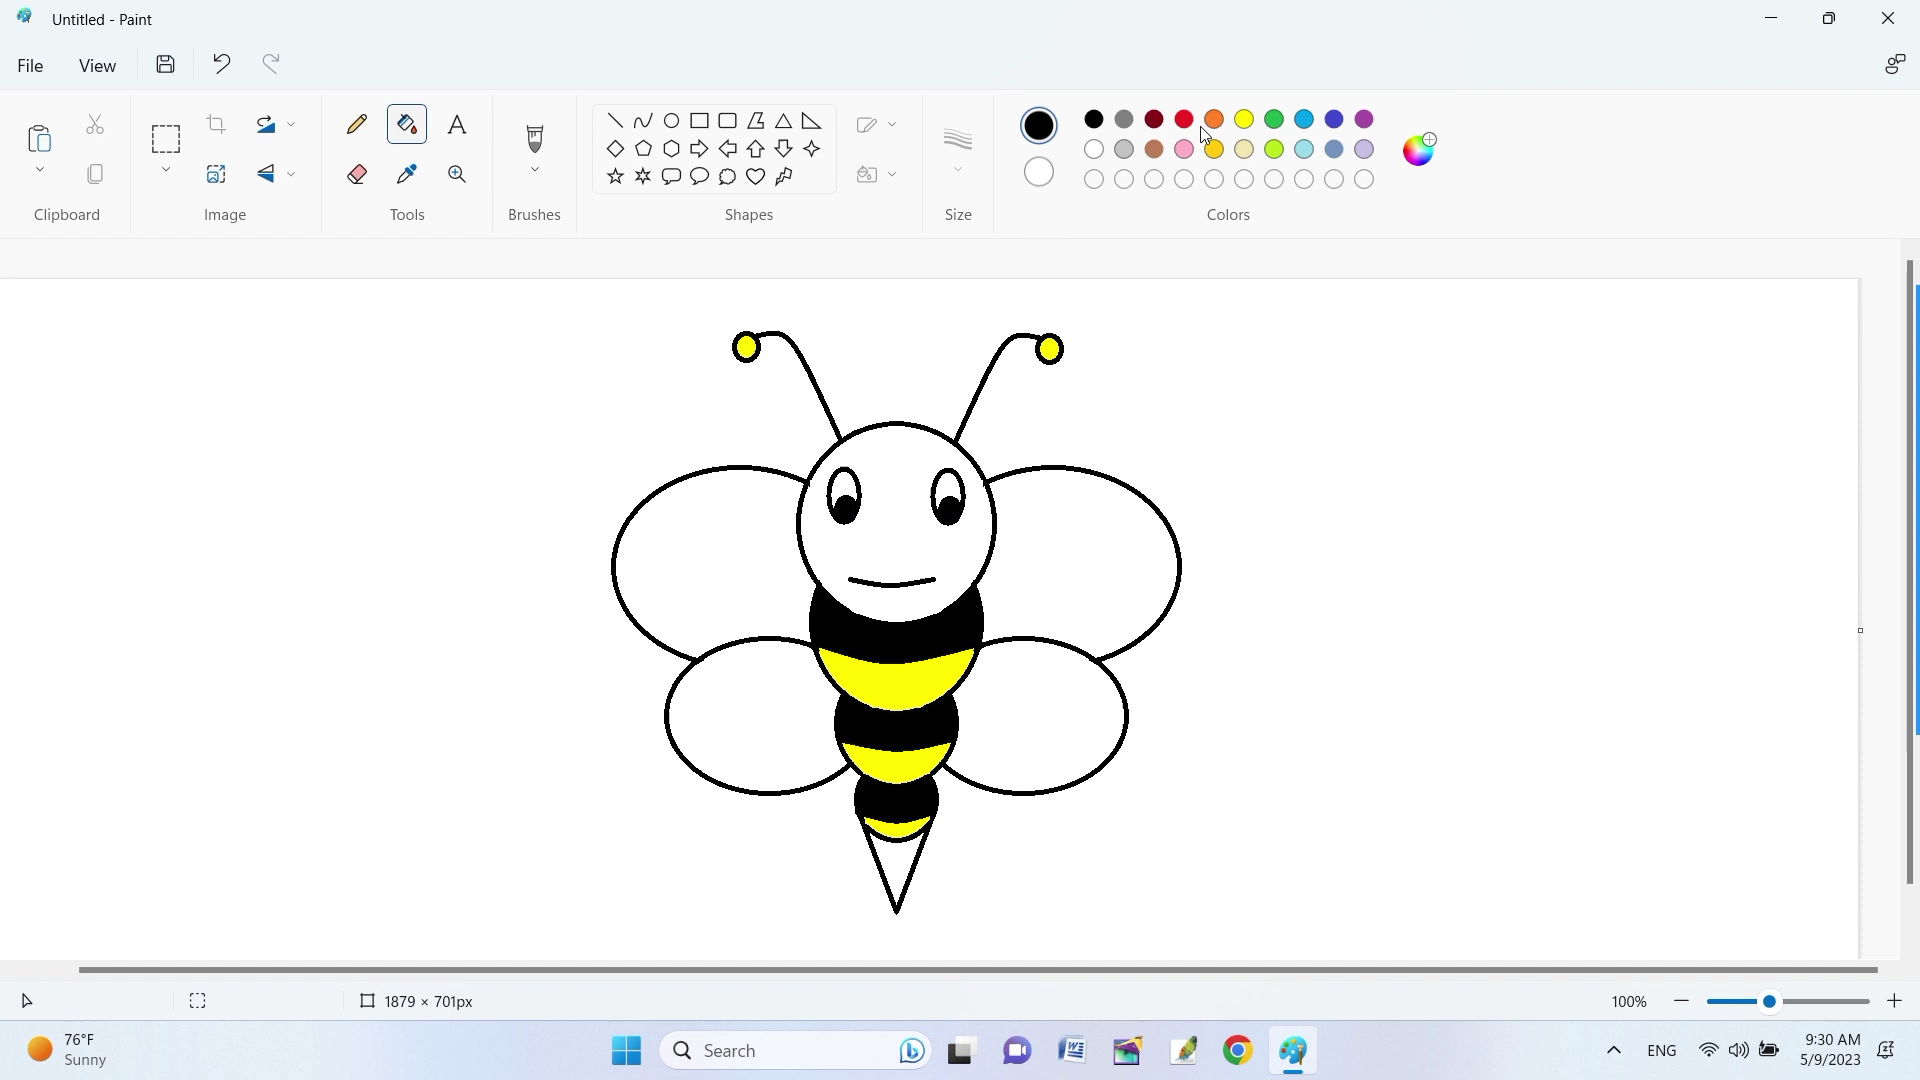 Untitled - Paint
File View
Clipboard Image Tools Brushes Shapes Size Colors
1879 × 701px 100%
76°F
Sunny
Search
ENG
9:30 AM
5/9/2023